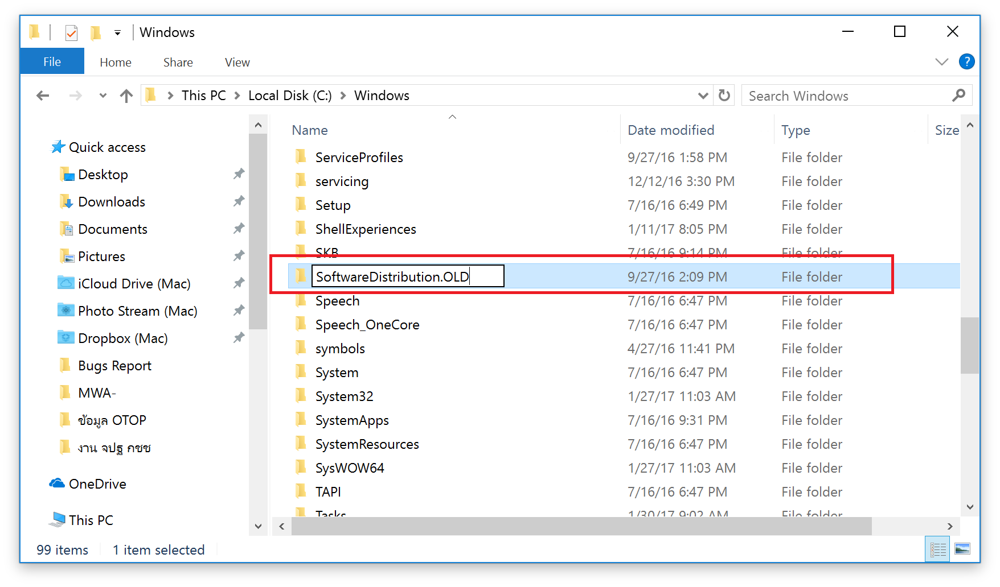 Windows
File Home Share View
?
This PC Local Disk (C:) Windows
Search Windows
Quick access
Desktop
Downloads
Documents
Pictures
iCloud Drive (Mac)
Photo Stream (Mac)
Dropbox (Mac)
Bugs Report
MWA-
ข้อมูล OTOP
งาน จปฐ กชช
OneDrive
This PC
Name Date modified Type Size
ServiceProfiles 9/27/16 1:58 PM File folder
servicing 12/12/16 3:30 PM File folder
Setup 7/16/16 6:49 PM File folder
ShellExperiences 1/11/17 8:05 PM File folder
SKB 7/16/16 9:14 PM File folder
SoftwareDistribution.OLD 9/27/16 2:09 PM File folder
Speech 7/16/16 6:47 PM File folder
Speech_OneCore 7/16/16 6:47 PM File folder
symbols 4/27/16 11:41 PM File folder
System 7/16/16 6:47 PM File folder
System32 1/27/17 11:03 AM File folder
SystemApps 7/16/16 9:31 PM File folder
SystemResources 7/16/16 6:47 PM File folder
SysWOW64 1/27/17 11:03 AM File folder
TAPI 7/16/16 6:47 PM File folder
Tasks 1/30/17 9:02 AM File folder
99 items 1 item selected